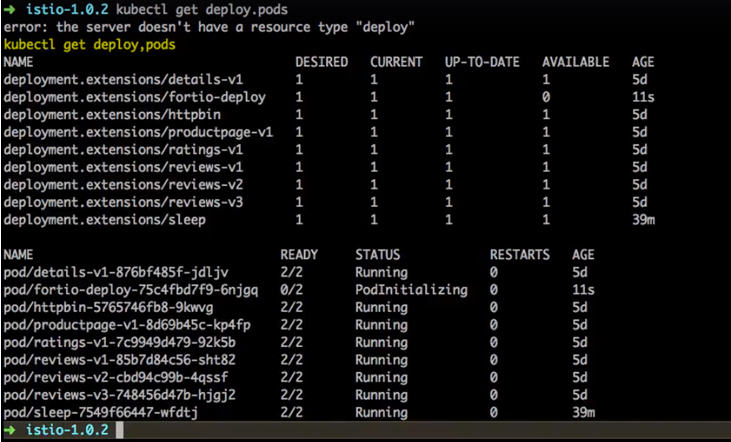 ➜ istio-1.0.2 kubectl get deploy.pods
error: the server doesn't have a resource type "deploy"
kubectl get deploy,pods
NAME DESIRED CURRENT UP-TO-DATE AVAILABLE AGE
deployment.extensions/details-v1 1 1 1 1 5d
deployment.extensions/fortio-deploy 1 1 1 0 11s
deployment.extensions/httpbin 1 1 1 1 5d
deployment.extensions/productpage-v1 1 1 1 1 5d
deployment.extensions/ratings-v1 1 1 1 1 5d
deployment.extensions/reviews-v1 1 1 1 1 5d
deployment.extensions/reviews-v2 1 1 1 1 5d
deployment.extensions/reviews-v3 1 1 1 1 5d
deployment.extensions/sleep 1 1 1 1 39m
NAME READY STATUS RESTARTS AGE
pod/details-v1-876bf485f-jdljv 2/2 Running 0 5d
pod/fortio-deploy-75c4fbd7f9-6njgq 0/2 PodInitializing 0 11s
pod/httpbin-5765746fb8-9kwvg 2/2 Running 0 5d
pod/productpage-v1-8d69b45c-kp4fp 2/2 Running 0 5d
pod/ratings-v1-7c9949d479-92k5b 2/2 Running 0 5d
pod/reviews-v1-85b7d84c56-sht82 2/2 Running 0 5d
pod/reviews-v2-cbd94c99b-4qssf 2/2 Running 0 5d
pod/reviews-v3-748456d47b-hjgj2 2/2 Running 0 5d
pod/sleep-7549f66447-wfdtj 2/2 Running 0 39m
➜ istio-1.0.2